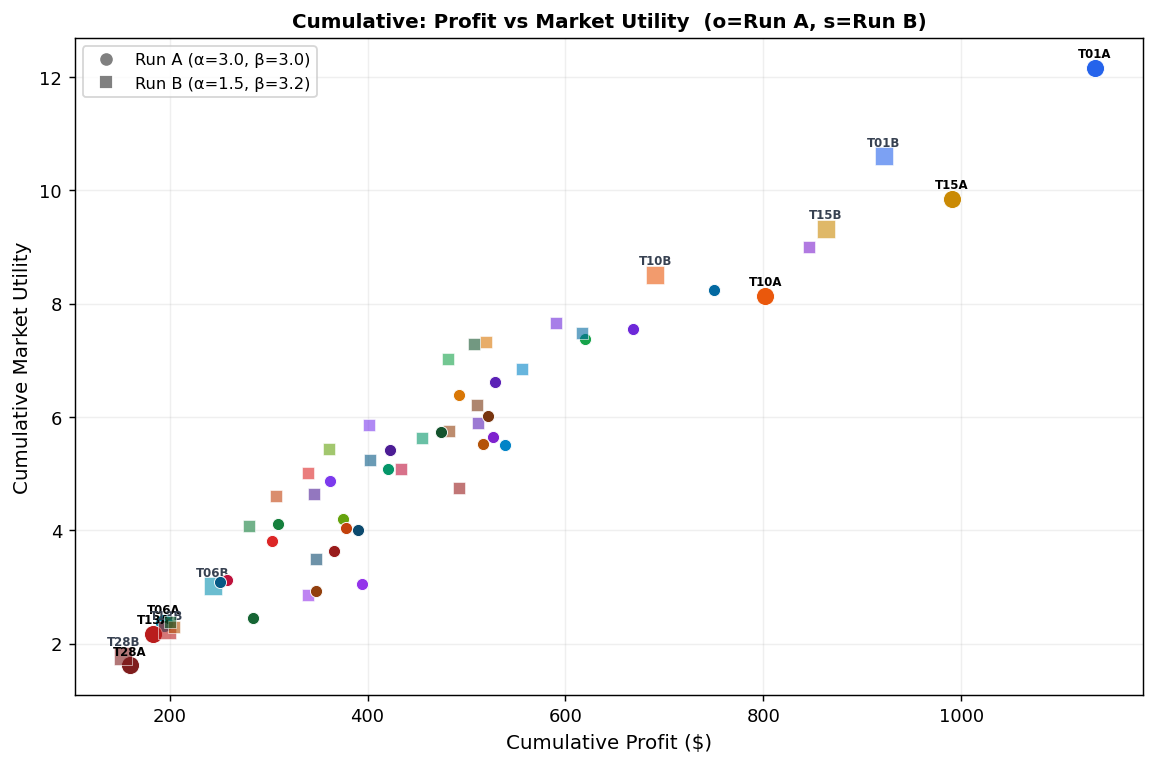 Cumulative: Profit vs Market Utility (o=Run A, s=Run B)
Run A (α=3.0, β=3.0)
Run B (α=1.5, β=3.2)
T01A
T01B
T15A
T15B
T10B
T10A
T06B
T06A
T28B
T28A
12
10
8
6
4
2
200
400
600
800
1000
Cumulative Market Utility
Cumulative Profit ($)